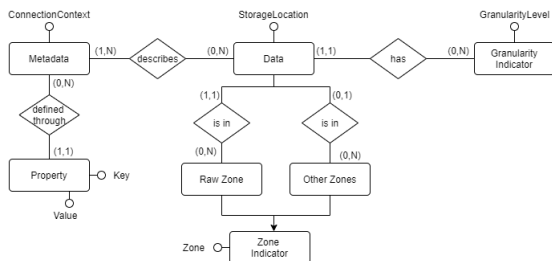 ConnectionContext
StorageLocation
GranularityLevel
Metadata
(1,N)
describes
(0,N)
Data
(1,1)
has
(0,N)
Granularity
Indicator
(0,N)
defined
through
(1,1)
Property
Key
Value
(1,1)
is in
(0,N)
Raw Zone
(0,1)
is in
(0,N)
Other Zones
Zone
Zone
Indicator